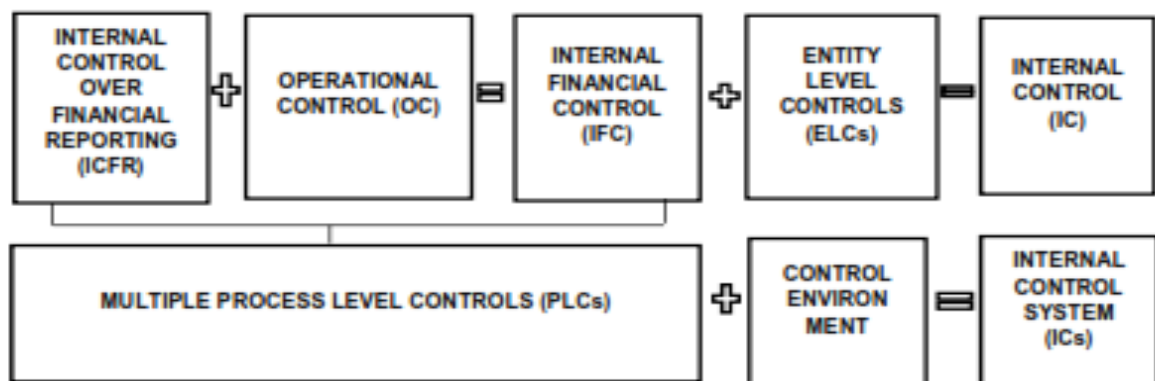 INTERNAL
CONTROL
OVER
FINANCIAL
REPORTING
(ICFR)
OPERATIONAL
CONTROL (OC)
INTERNAL
FINANCIAL
CONTROL
(IFC)
ENTITY
LEVEL
CONTROLS
(ELCs)
INTERNAL
CONTROL
(IC)
MULTIPLE PROCESS LEVEL CONTROLS (PLCs)
CONTROL
ENVIRON
MENT
INTERNAL
CONTROL
SYSTEM
(ICs)